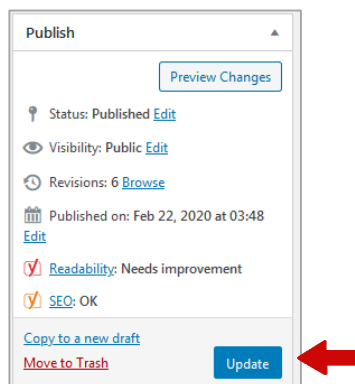 Publish
Preview Changes
Status: Published Edit
Visibility: Public Edit
Revisions: 6 Browse
Published on: Feb 22, 2020 at 03:48
Edit
Readability: Needs improvement
SEO: OK
Copy to a new draft
Move to Trash
Update